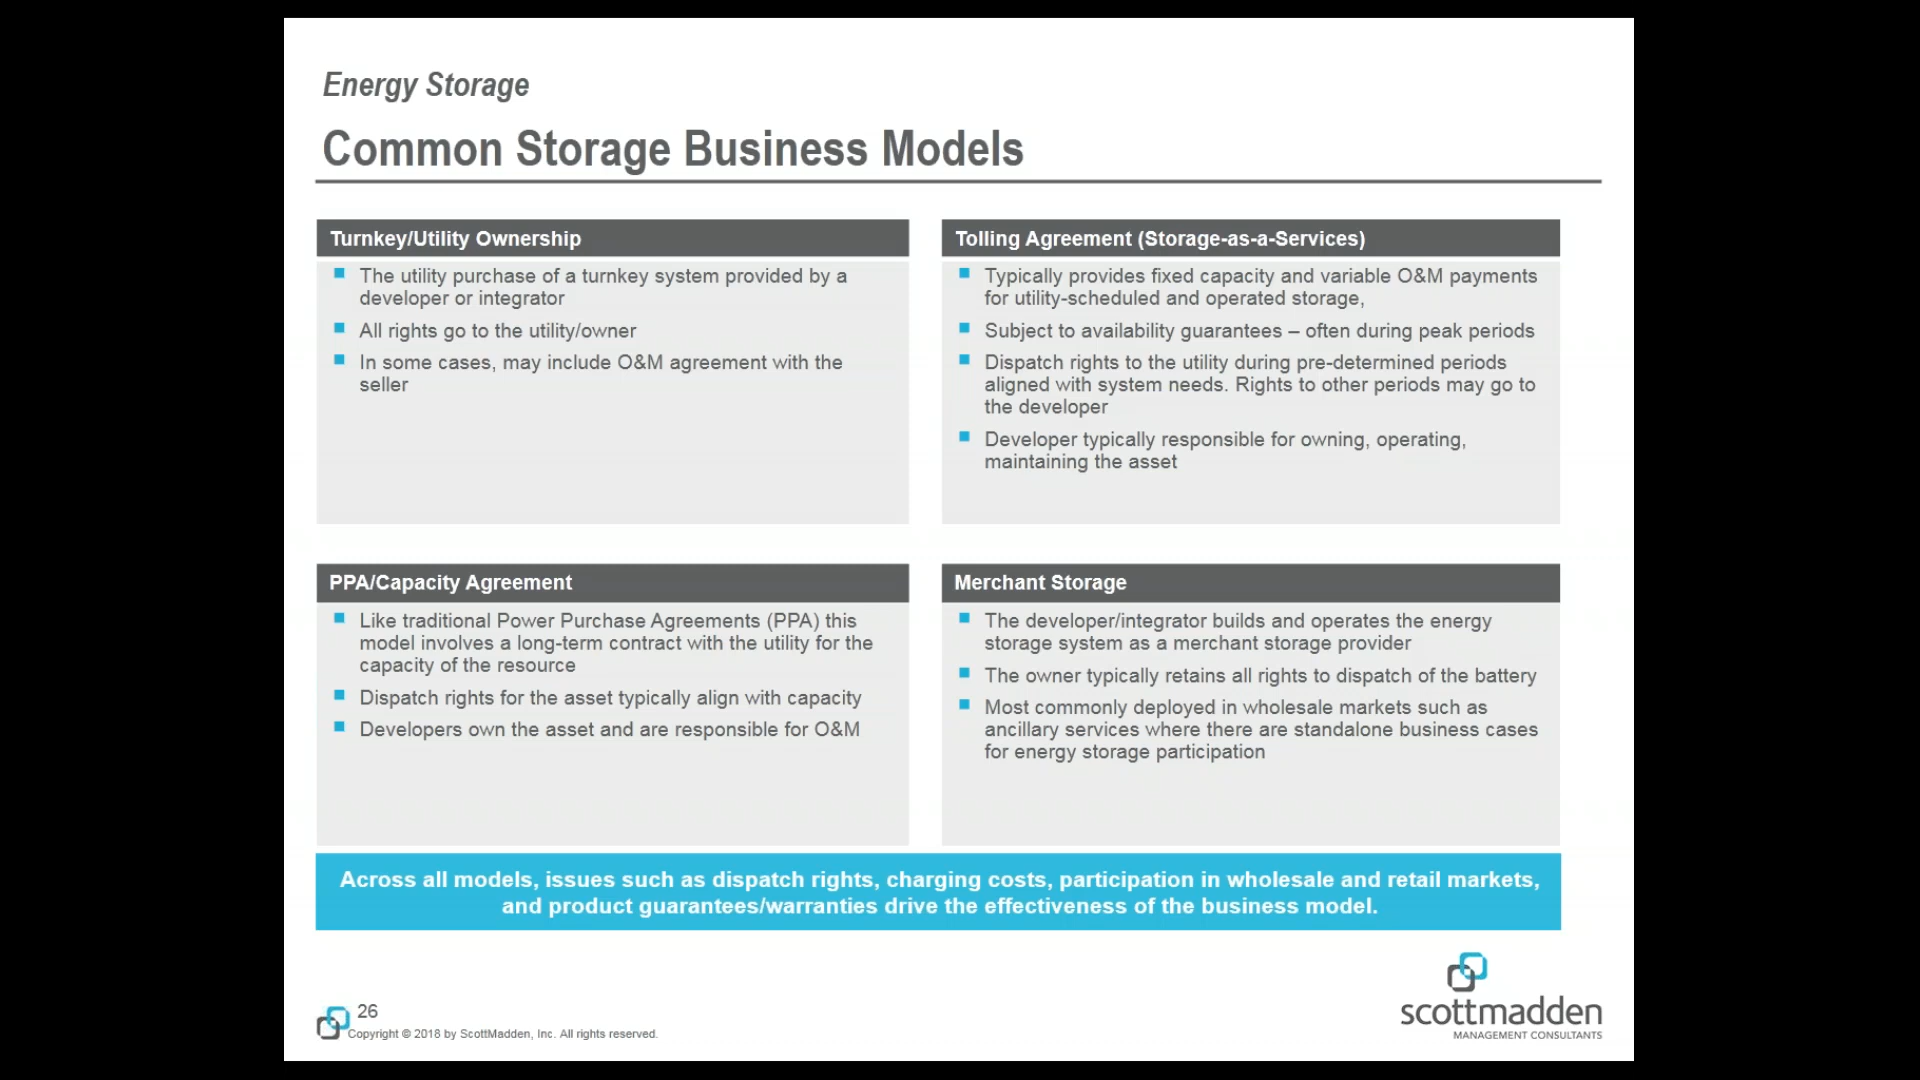 Energy Storage
Common Storage Business Models
Turnkey/Utility Ownership
The utility purchase of a turnkey system provided by a
developer or integrator
All rights go to the utility/owner
In some cases, may include O&M agreement with the
seller
Tolling Agreement (Storage-as-a-Services)
Typically provides fixed capacity and variable O&M payments
for utility-scheduled and operated storage,
Subject to availability guarantees – often during peak periods
Dispatch rights to the utility during pre-determined periods
aligned with system needs. Rights to other periods may go to
the developer
Developer typically responsible for owning, operating,
maintaining the asset
PPA/Capacity Agreement
Like traditional Power Purchase Agreements (PPA) this
model involves a long-term contract with the utility for the
capacity of the resource
Dispatch rights for the asset typically align with capacity
Developers own the asset and are responsible for O&M
Merchant Storage
The developer/integrator builds and operates the energy
storage system as a merchant storage provider
The owner typically retains all rights to dispatch of the battery
Most commonly deployed in wholesale markets such as
ancillary services where there are standalone business cases
for energy storage participation
Across all models, issues such as dispatch rights, charging costs, participation in wholesale and retail markets,
and product guarantees/warranties drive the effectiveness of the business model.
26
Copyright © 2018 by ScottMadden, Inc. All rights reserved.
scottmadden
MANAGEMENT CONSULTANTS